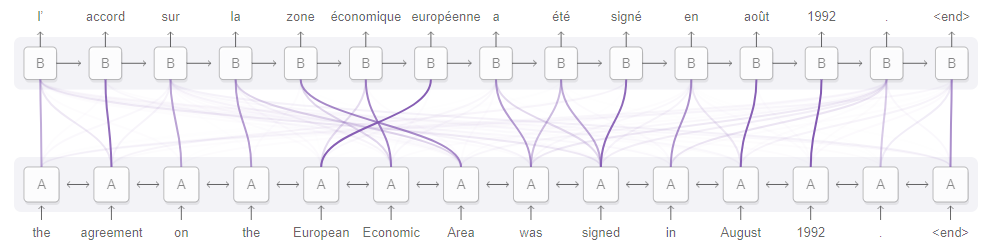 l' accord sur la zone économique européenne a été signé en août 1992 . <end>
B B B B B B B B B B B B B B B
A A A A A A A A A A A A A A
the agreement on the European Economic Area was signed in August 1992 . <end>